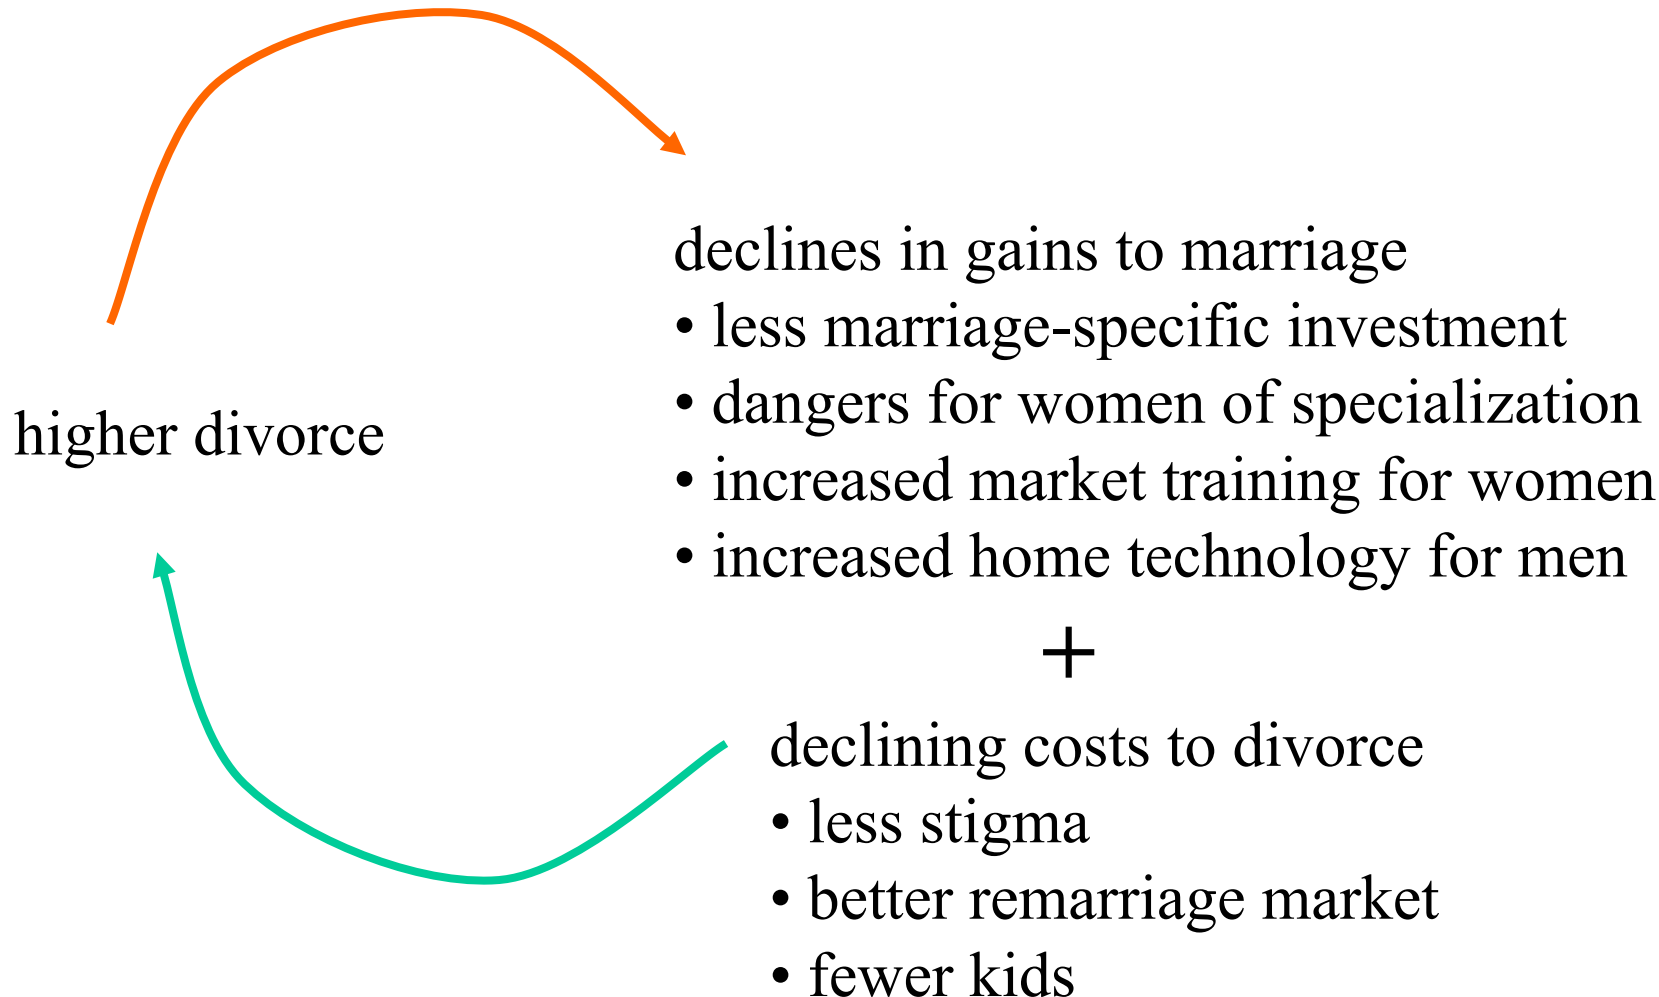 higher divorce
declines in gains to marriage
• less marriage-specific investment
• dangers for women of specialization
• increased market training for women
• increased home technology for men
+
declining costs to divorce
• less stigma
• better remarriage market
• fewer kids